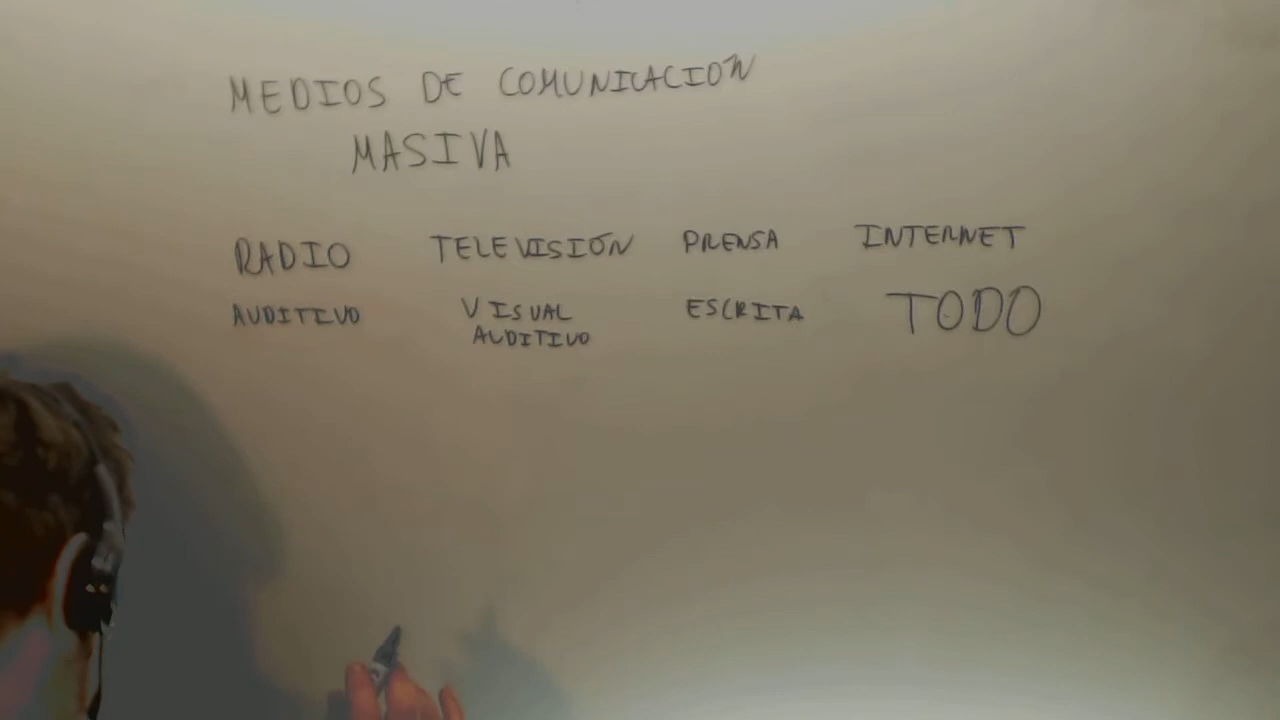 MEDIOS DE COMUNICACION
MASIVA
RADIO TELEVISIÓN PRENSA INTERNET
AUDITIVO VISUAL ESCRITA TODO
AUDITIVO